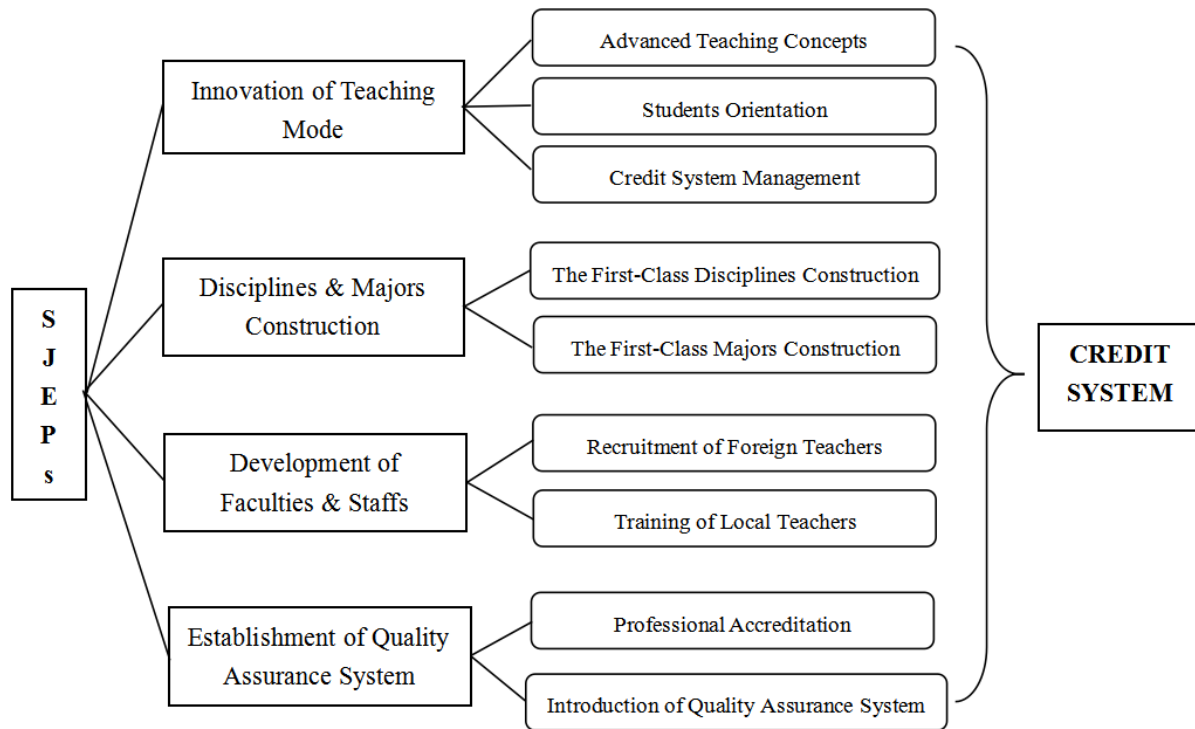 S
J
E
P
s
Innovation of Teaching
Mode
Advanced Teaching Concepts
Students Orientation
Credit System Management
Disciplines & Majors
Construction
The First-Class Disciplines Construction
The First-Class Majors Construction
Development of
Faculties & Staffs
Recruitment of Foreign Teachers
Training of Local Teachers
Establishment of Quality
Assurance System
Professional Accreditation
Introduction of Quality Assurance System
CREDIT
SYSTEM